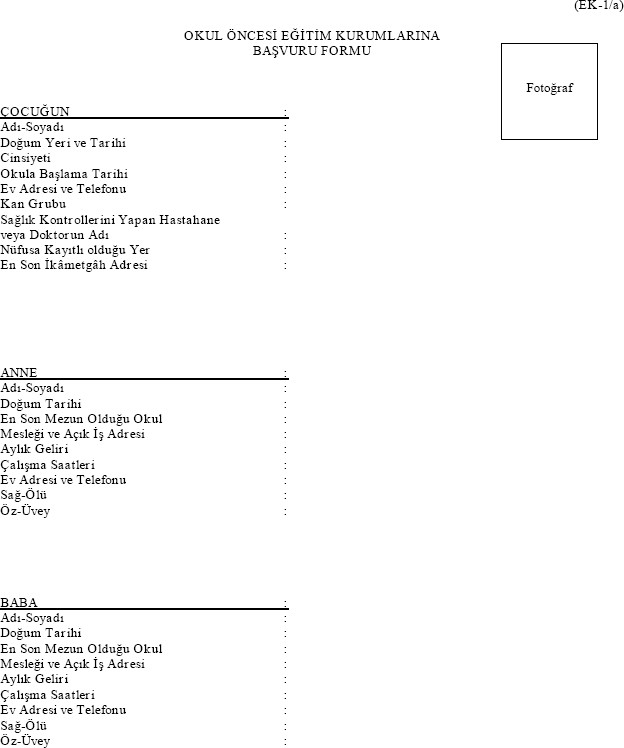 (EK-1/a)
OKUL ÖNCESİ EĞİTİM KURUMLARINA
BAŞVURU FORMU
Fotoğraf
ÇOCUĞUN :
Adı-Soyadı :
Doğum Yeri ve Tarihi :
Cinsiyeti :
Okula Başlama Tarihi :
Ev Adresi ve Telefonu :
Kan Grubu :
Sağlık Kontrollerini Yapan Hastahane
veya Doktorun Adı :
Nüfusa Kayıtlı olduğu Yer :
En Son İkâmetgâh Adresi :
ANNE :
Adı-Soyadı :
Doğum Tarihi :
En Son Mezun Olduğu Okul :
Mesleği ve Açık İş Adresi :
Aylık Geliri :
Çalışma Saatleri :
Ev Adresi ve Telefonu :
Sağ-Ölü :
Öz-Üvey :
BABA :
Adı-Soyadı :
Doğum Tarihi :
En Son Mezun Olduğu Okul :
Mesleği ve Açık İş Adresi :
Aylık Geliri :
Çalışma Saatleri :
Ev Adresi ve Telefonu :
Sağ-Ölü :
Öz-Üvey :